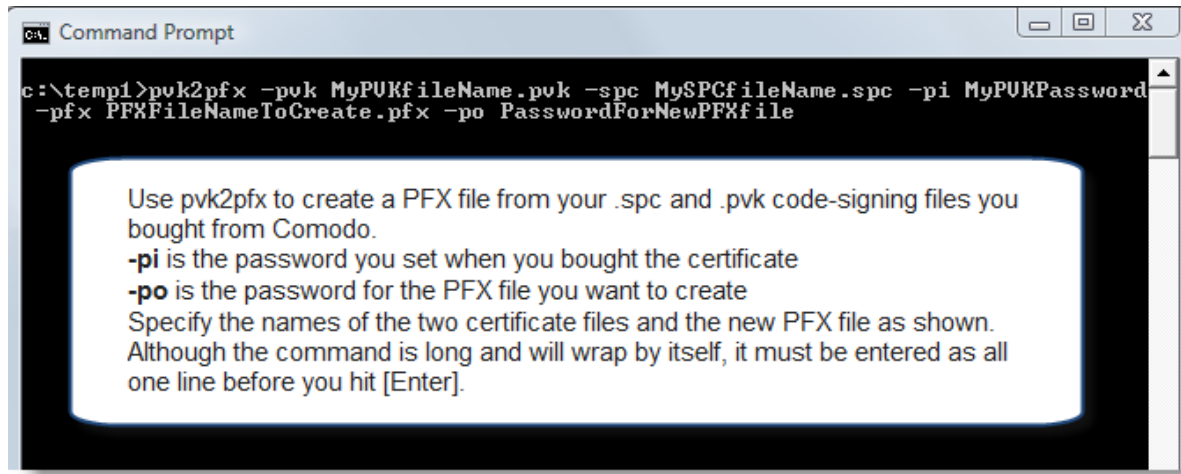 Command Prompt
c:\temp1>pvk2pfx -pvk MyPVKfileName.pvk -spc MySPCfileName.spc -pi MyPVKPassword
-pfx PFXFileNameToCreate.pfx -po PasswordForNewPFXfile
Use pvk2pfx to create a PFX file from your .spc and .pvk code-signing files you
bought from Comodo.
-pi is the password you set when you bought the certificate
-po is the password for the PFX file you want to create
Specify the names of the two certificate files and the new PFX file as shown.
Although the command is long and will wrap by itself, it must be entered as all
one line before you hit [Enter].